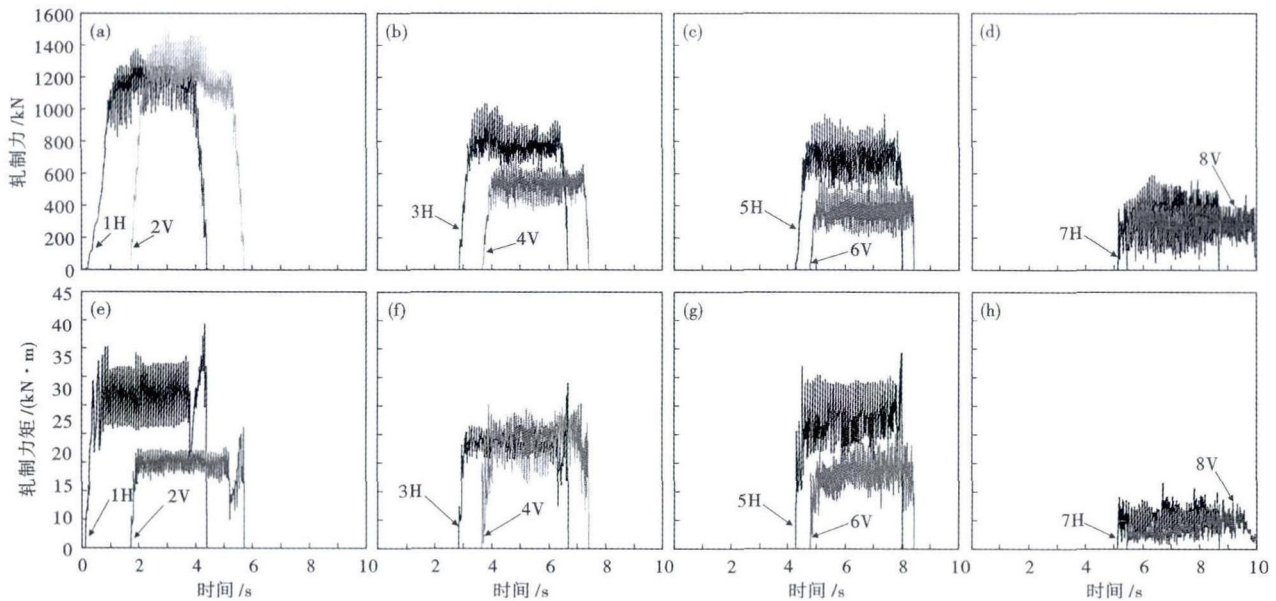 (a)
(b)
(c)
(d)
轧制力/kN
1600
1400
1200
1000
800
600
400
200
0
1H
2V
3H
4V
5H
6V
7H
8V
(e)
(f)
(g)
(h)
轧制力矩/(kN·m)
45
40
35
30
25
20
15
10
0
1H
2V
3H
4V
5H
6V
7H
8V
0 2 4 6 8 10
2 4 6 8 10
2 4 6 8 10
2 4 6 8 10
时间/s
时间/s
时间/s
时间/s